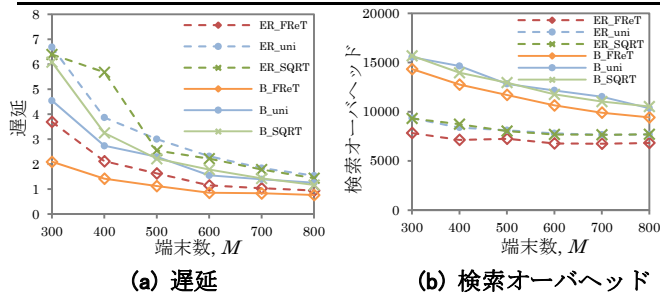 8
7
6
5
4
3
2
1
0
遅延
300 400 500 600 700 800
端末数, M
ER_FReT
ER_uni
ER_SQRT
B_FReT
B_uni
B_SQRT
(a) 遅延
20000
15000
10000
5000
0
検索オーバヘッド
300 400 500 600 700 800
端末数, M
ER_FReT
ER_uni
ER_SQRT
B_FReT
B_uni
B_SQRT
(b) 検索オーバヘッド